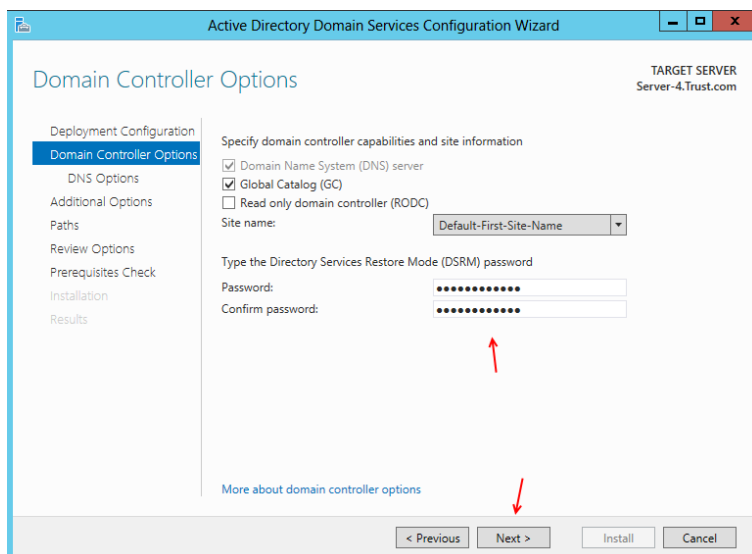 Active Directory Domain Services Configuration Wizard
Domain Controller Options
TARGET SERVER
Server-4.Trust.com
Deployment Configuration
Domain Controller Options
DNS Options
Additional Options
Paths
Review Options
Prerequisites Check
Installation
Results
Specify domain controller capabilities and site information
Domain Name System (DNS) server
Global Catalog (GC)
Read only domain controller (RODC)
Site name: Default-First-Site-Name
Type the Directory Services Restore Mode (DSRM) password
Password: ●●●●●●●●●●●●
Confirm password: ●●●●●●●●●●●●
More about domain controller options
< Previous Next > Install Cancel